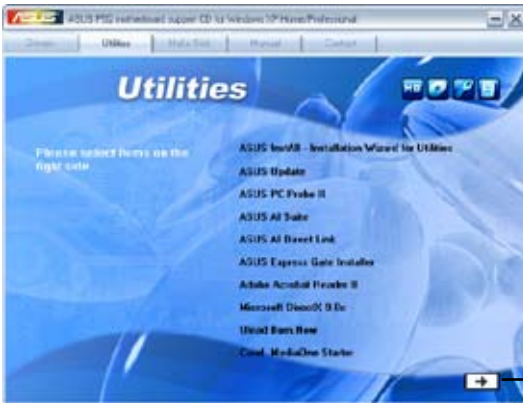 ASUS P5Q motherboard support CD for Windows XP Home/Professional
Drivers Utilities Make Disk Manual Contact
Utilities
Please select items on the
right side
ASUS InstAll - Installation Wizard for Utilities
ASUS Update
ASUS PC Probe II
ASUS AI Suite
ASUS AI Direct Link
ASUS Express Gate Installer
Adobe Acrobat Reader 8
Microsoft DirectX 9.0c
Ulead Burn.Now
Corel MediaOne Starter